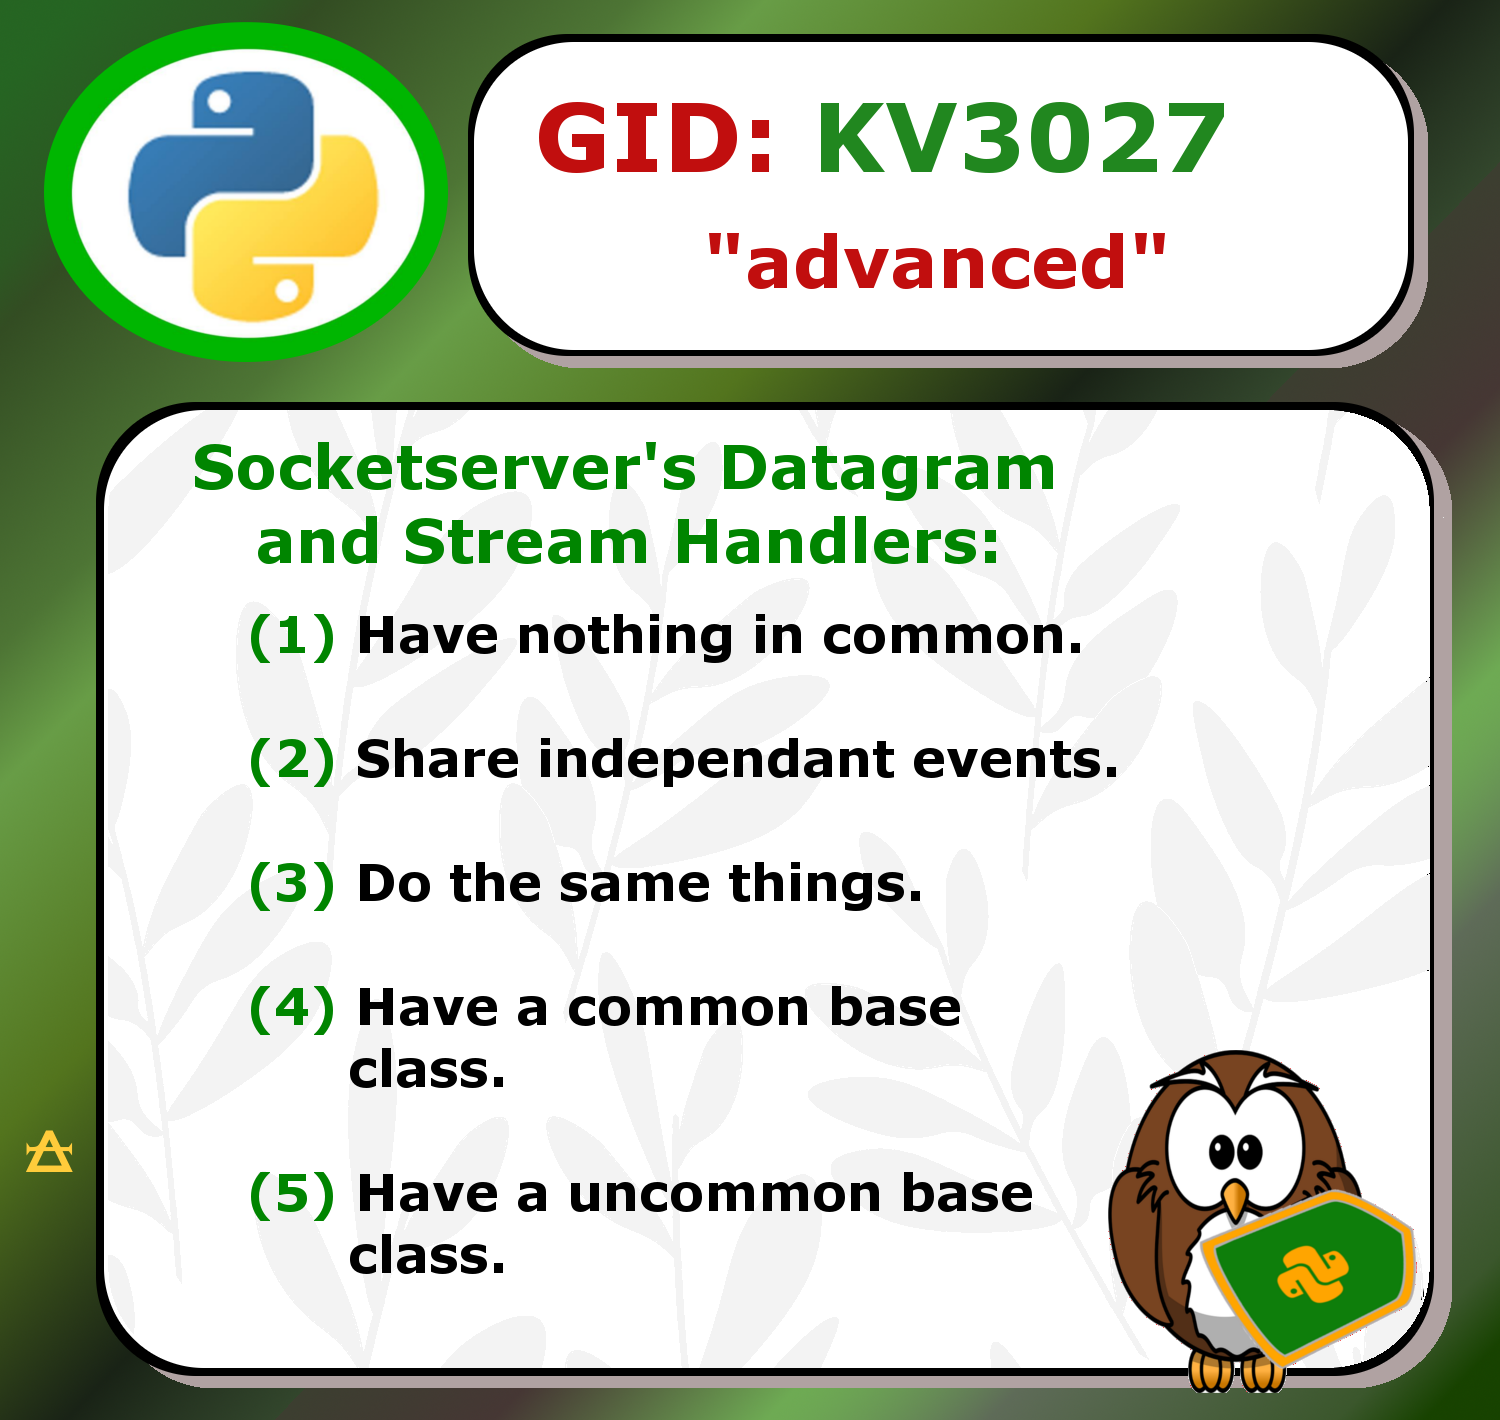 GID: KV3027
"advanced"
Socketserver's Datagram
and Stream Handlers:
(1) Have nothing in common.
(2) Share independant events.
(3) Do the same things.
(4) Have a common base
class.
(5) Have a uncommon base
class.